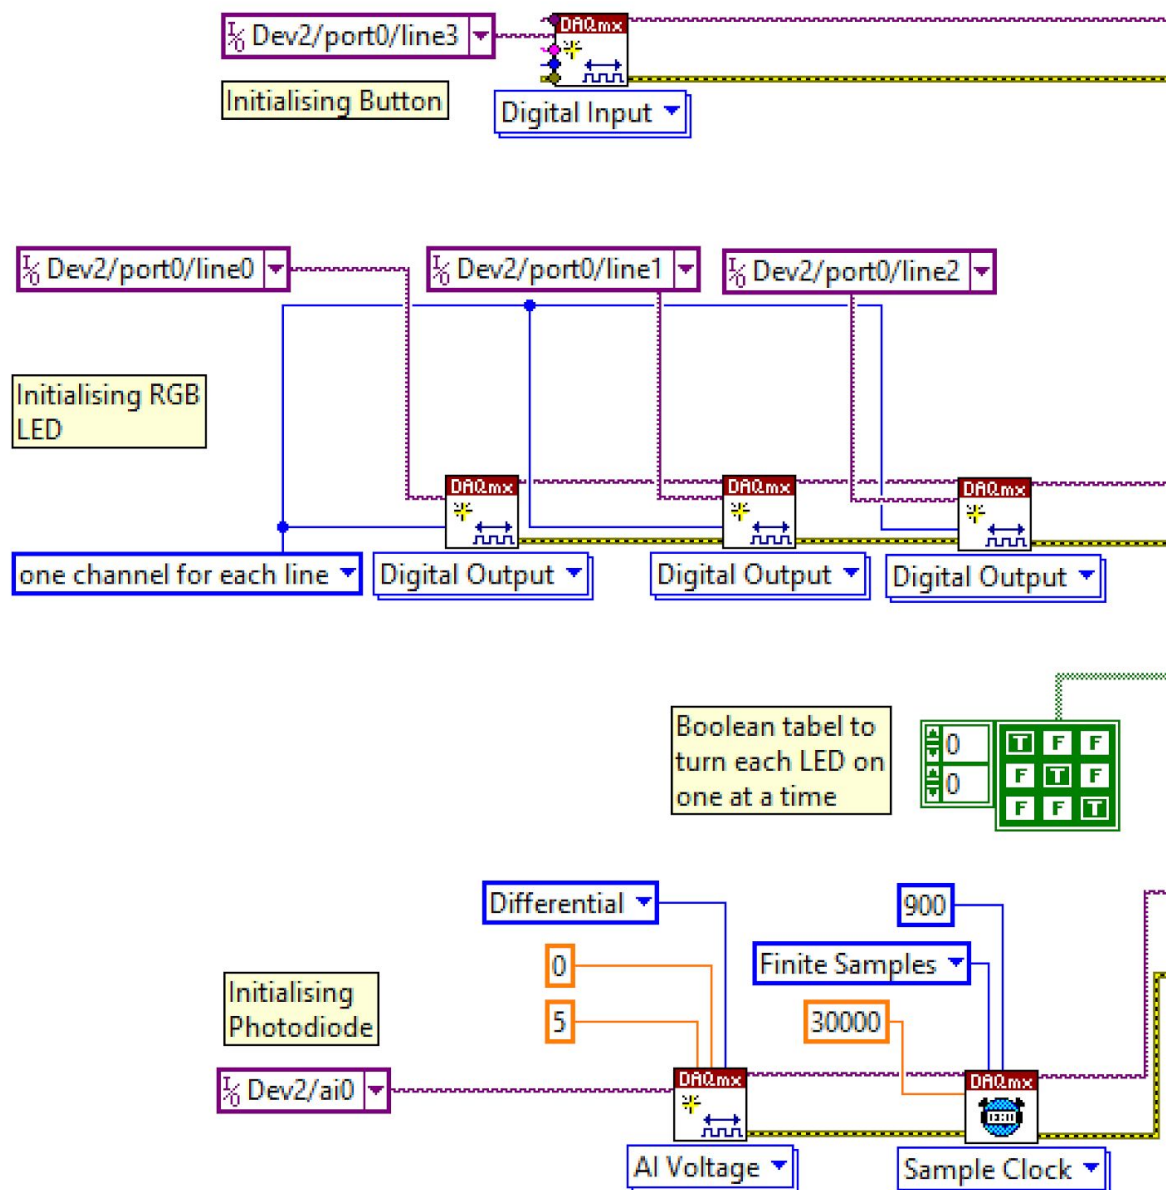 Dev2/port0/line3
DAQmx
Initialising Button
Digital Input
Dev2/port0/line0
Dev2/port0/line1
Dev2/port0/line2
Initialising RGB
LED
DAQmx
DAQmx
DAQmx
one channel for each line
Digital Output
Digital Output
Digital Output
Boolean tabel to
turn each LED on
one at a time
0
0
T F F
F T F
F F T
Differential
900
0
Finite Samples
Initialising
Photodiode
5
30000
Dev2/ai0
DAQmx
DAQmx
AI Voltage
Sample Clock